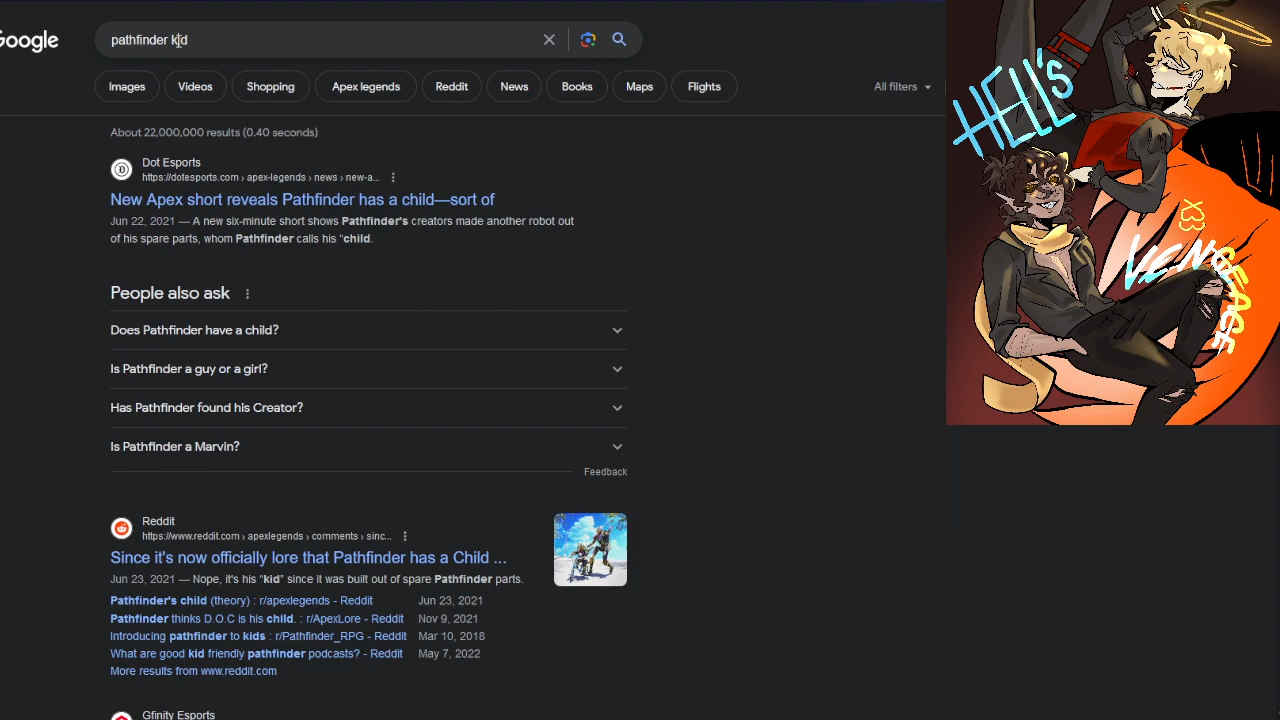 Google
pathfinder kid
Images
Videos
Shopping
Apex legends
Reddit
News
Books
Maps
Flights
All filters
About 22,000,000 results (0.40 seconds)
Dot Esports
https://dotesports.com › apex-legends › news › new-a...
New Apex short reveals Pathfinder has a child—sort of
Jun 22, 2021 — A new six-minute short shows Pathfinder's creators made another robot out
of his spare parts, whom Pathfinder calls his "child.
People also ask
Does Pathfinder have a child?
Is Pathfinder a guy or a girl?
Has Pathfinder found his Creator?
Is Pathfinder a Marvin?
Feedback
Reddit
https://www.reddit.com › apexlegends › comments › sinc...
Since it's now officially lore that Pathfinder has a Child ...
Jun 23, 2021 — Nope, it's his "kid" since it was built out of spare Pathfinder parts.
Pathfinder's child (theory) : r/apexlegends - Reddit Jun 23, 2021
Pathfinder thinks D.O.C is his child. : r/ApexLore - Reddit Nov 9, 2021
Introducing pathfinder to kids : r/Pathfinder_RPG - Reddit Mar 10, 2018
What are good kid friendly pathfinder podcasts? - Reddit May 7, 2022
More results from www.reddit.com
Gfinity Esports
HELL'S
VENGEACE